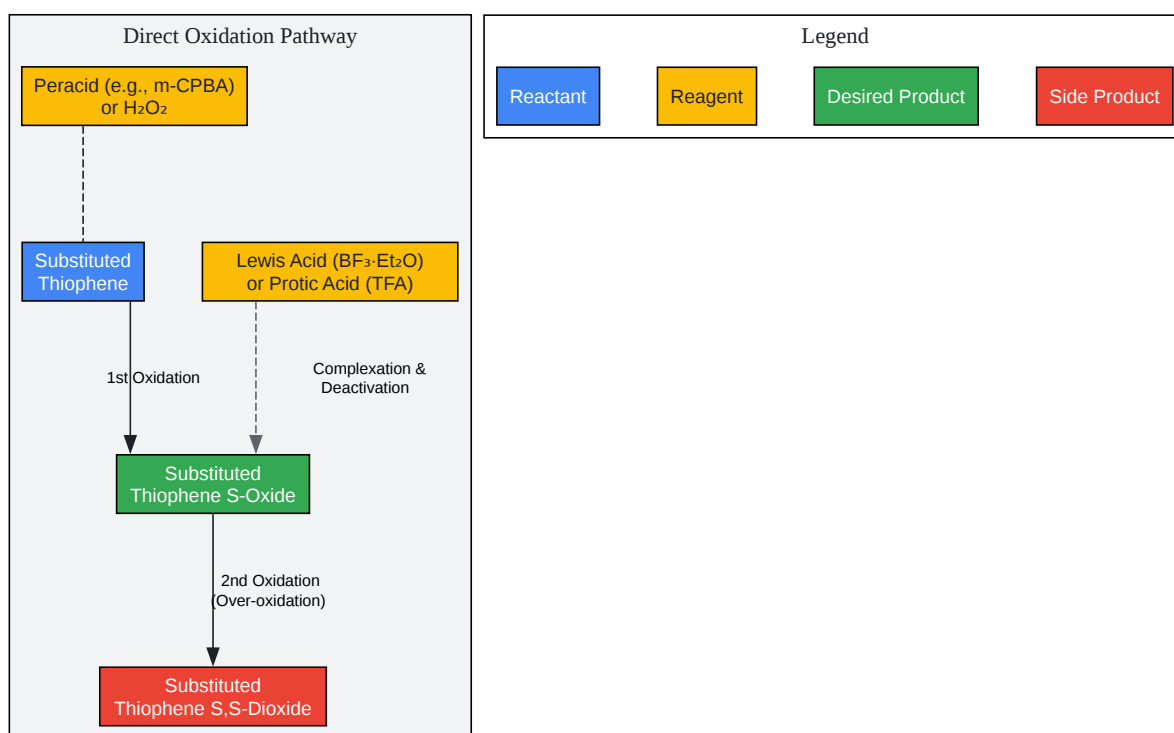 Direct Oxidation Pathway
Peracid (e.g., m-CPBA)
or H₂O₂
Substituted
Thiophene
Lewis Acid (BF₃·Et₂O)
or Protic Acid (TFA)
1st Oxidation
Complexation &
Deactivation
Substituted
Thiophene S-Oxide
2nd Oxidation
(Over-oxidation)
Substituted
Thiophene S,S-Dioxide
Legend
Reactant
Reagent
Desired Product
Side Product